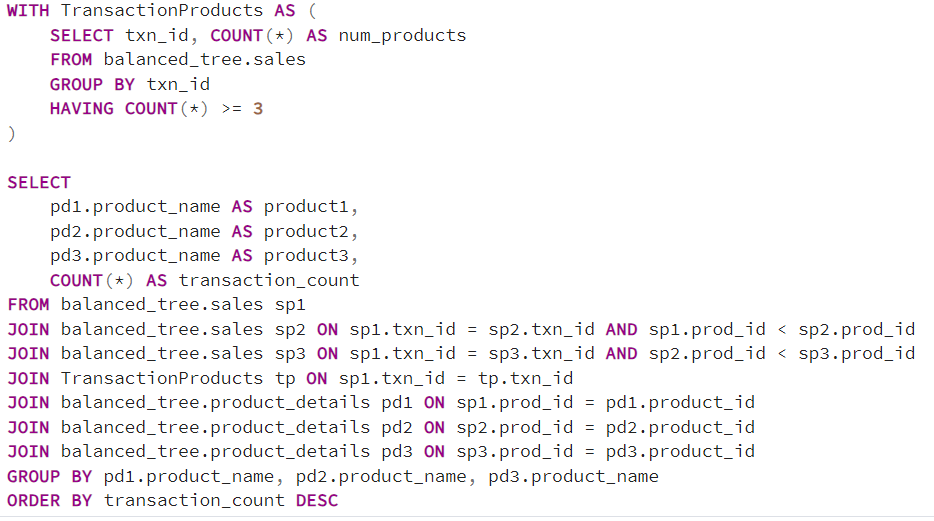 WITH TransactionProducts AS (
    SELECT txn_id, COUNT(*) AS num_products
    FROM balanced_tree.sales
    GROUP BY txn_id
    HAVING COUNT(*) >= 3
)

SELECT
    pd1.product_name AS product1,
    pd2.product_name AS product2,
    pd3.product_name AS product3,
    COUNT(*) AS transaction_count
FROM balanced_tree.sales sp1
JOIN balanced_tree.sales sp2 ON sp1.txn_id = sp2.txn_id AND sp1.prod_id < sp2.prod_id
JOIN balanced_tree.sales sp3 ON sp1.txn_id = sp3.txn_id AND sp2.prod_id < sp3.prod_id
JOIN TransactionProducts tp ON sp1.txn_id = tp.txn_id
JOIN balanced_tree.product_details pd1 ON sp1.prod_id = pd1.product_id
JOIN balanced_tree.product_details pd2 ON sp2.prod_id = pd2.product_id
JOIN balanced_tree.product_details pd3 ON sp3.prod_id = pd3.product_id
GROUP BY pd1.product_name, pd2.product_name, pd3.product_name
ORDER BY transaction_count DESC